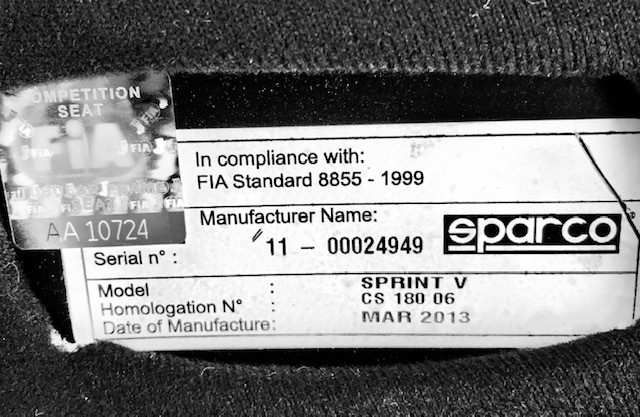 COMPETITION
SEAT
FIA
AA 10724
In compliance with:
FIA Standard 8855 - 1999
Manufacturer Name:
sparco
Serial n° : 11 - 00024949
Model : SPRINT V
Homologation N° : CS 180 06
Date of Manufacture: MAR 2013